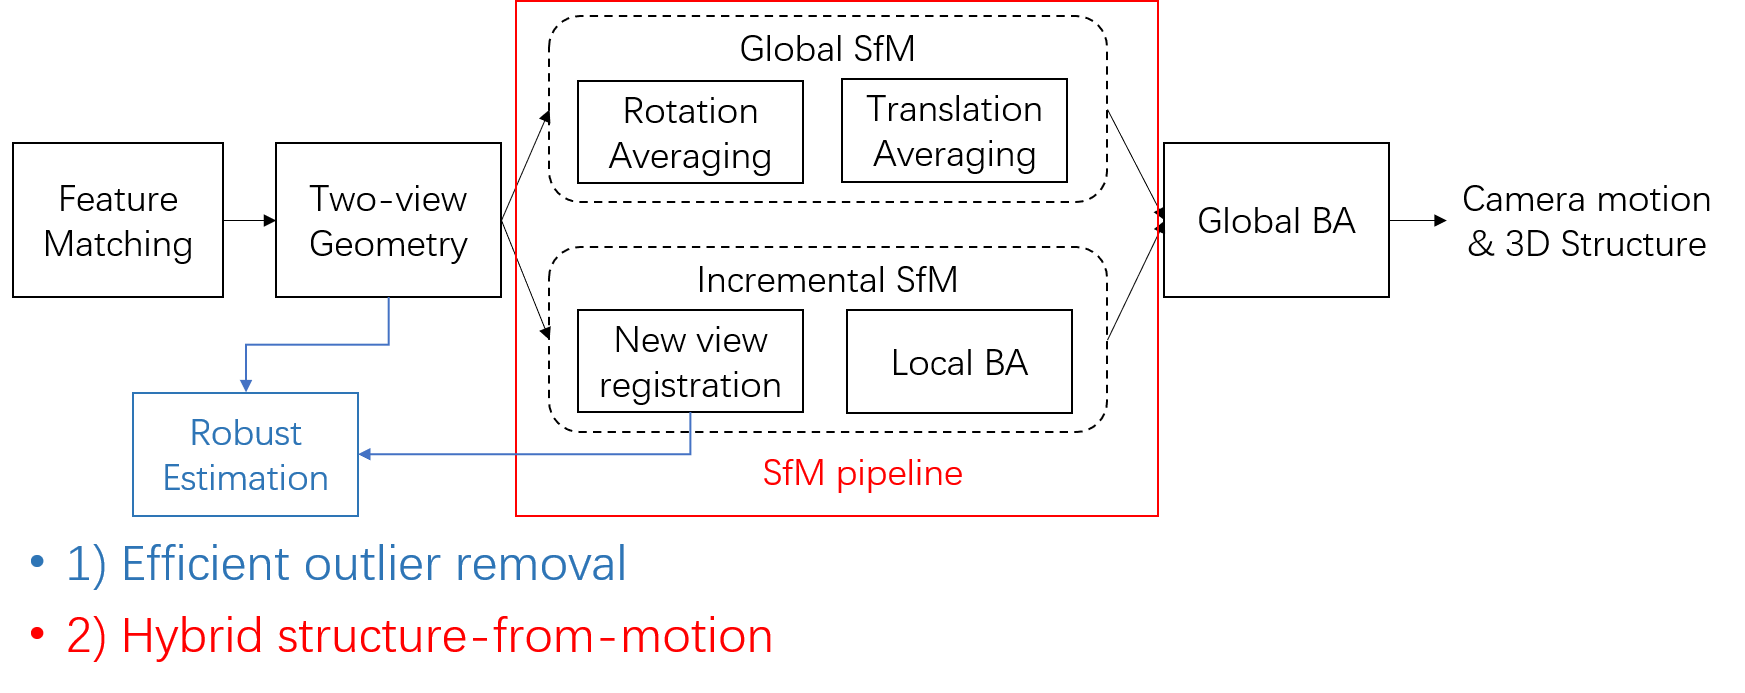 Feature
Matching
Two-view
Geometry
Global SfM
Rotation
Averaging
Translation
Averaging
Incremental SfM
New view
registration
Local BA
SfM pipeline
Global BA
Camera motion
& 3D Structure
Robust
Estimation
• 1) Efficient outlier removal
• 2) Hybrid structure-from-motion